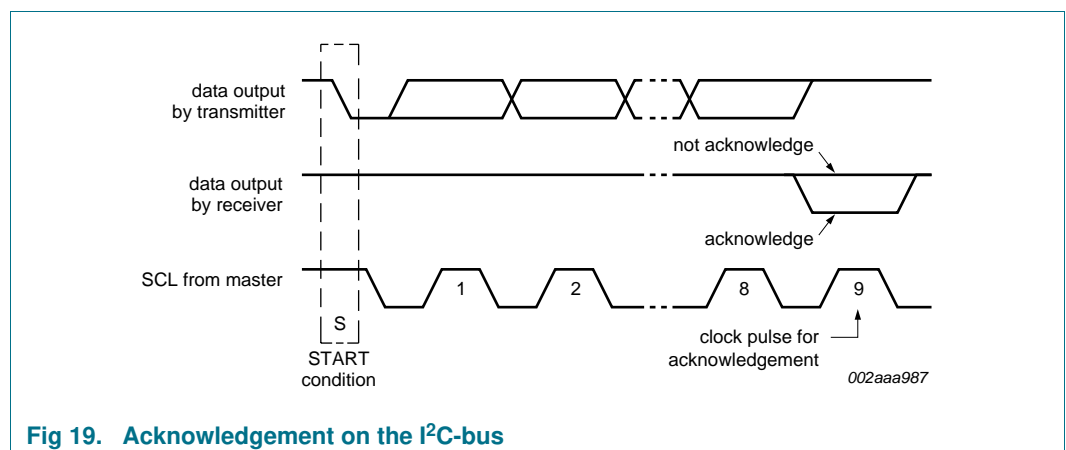 data output
by transmitter
not acknowledge
data output
by receiver
acknowledge
SCL from master
1
2
8
9
S
START
condition
clock pulse for
acknowledgement
002aaa987
Fig 19. Acknowledgement on the I²C-bus